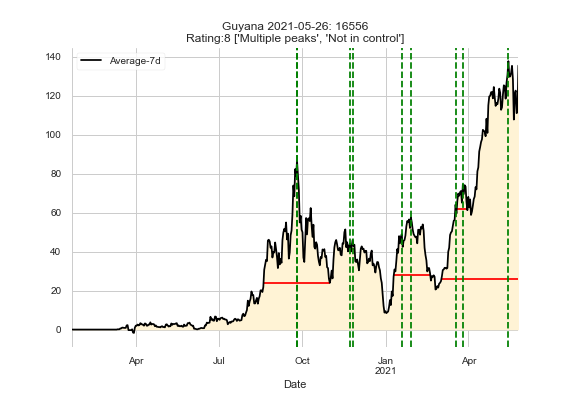 Guyana 2021-05-26: 16556
Rating:8 ['Multiple peaks', 'Not in control']
Average-7d
140
120
100
80
60
40
20
0
Apr Jul Oct Jan Apr
2021
Date